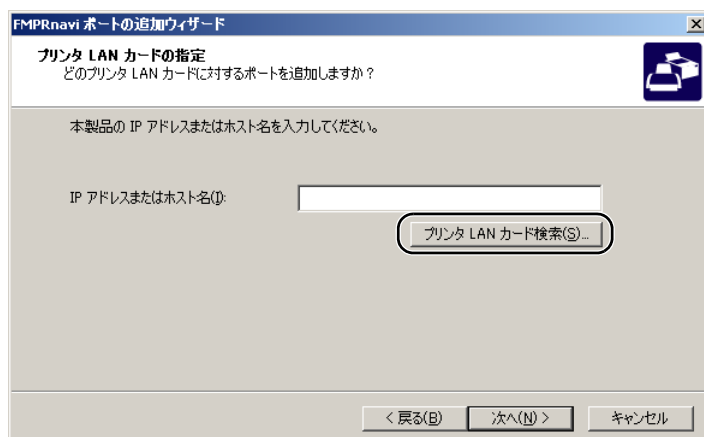 FMPRnavi ポートの追加ウィザード
プリンタ LAN カードの指定
どのプリンタ LAN カードに対するポートを追加しますか？
本製品の IP アドレスまたはホスト名を入力してください。
IP アドレスまたはホスト名(I):
プリンタ LAN カード検索(S)...
< 戻る(B)
次へ(N) >
キャンセル